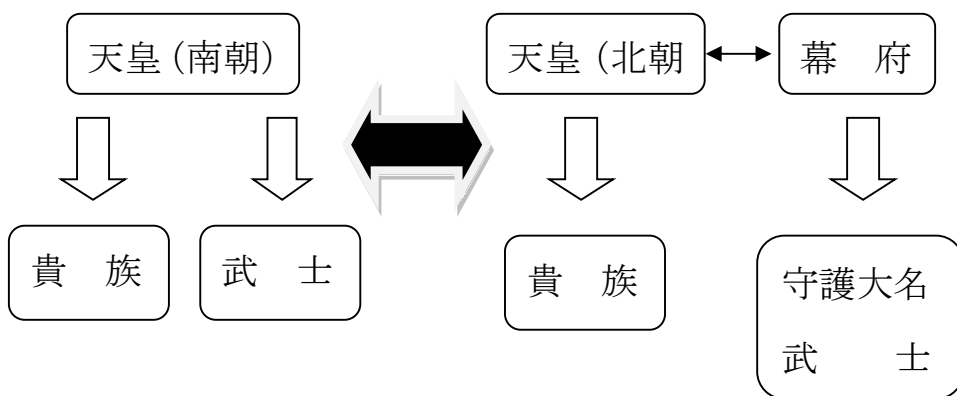 天皇（南朝）
天皇（北朝
幕　府
貴　族
武　士
貴　族
守護大名
武　　士